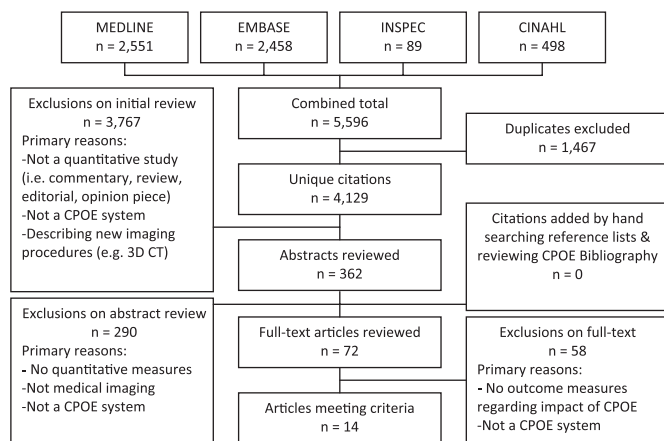 MEDLINE
n = 2,551
EMBASE
n = 2,458
INSPEC
n = 89
CINAHL
n = 498
Exclusions on initial review
n = 3,767
Primary reasons:
-Not a quantitative study
(i.e. commentary, review,
editorial, opinion piece)
-Not a CPOE system
-Describing new imaging
procedures (e.g. 3D CT)
Combined total
n = 5,596
Duplicates excluded
n = 1,467
Unique citations
n = 4,129
Citations added by hand
searching reference lists &
reviewing CPOE Bibliography
n = 0
Abstracts reviewed
n = 362
Exclusions on abstract review
n = 290
Primary reasons:
- No quantitative measures
-Not medical imaging
-Not a CPOE system
Full-text articles reviewed
n = 72
Exclusions on full-text
n = 58
Primary reasons:
- No outcome measures
regarding impact of CPOE
-Not a CPOE system
Articles meeting criteria
n = 14